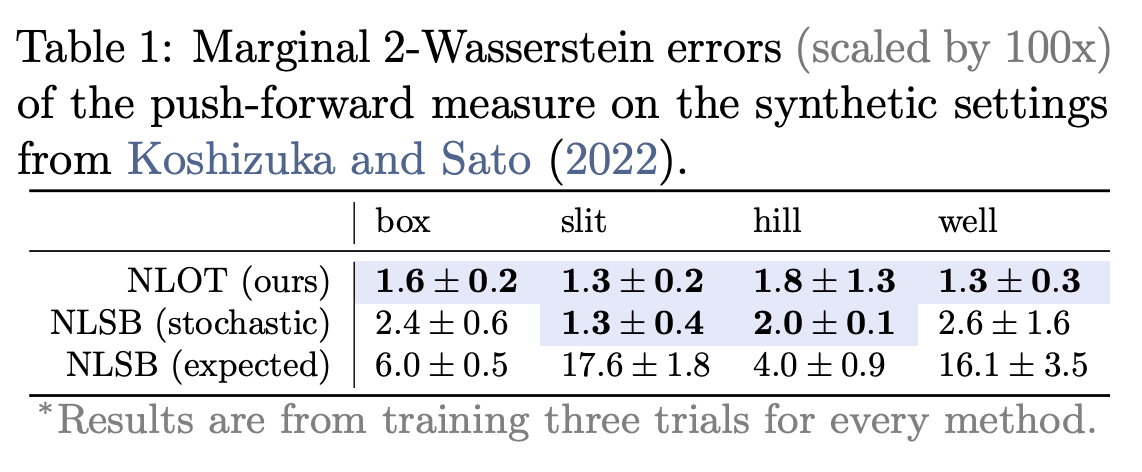 Table 1: Marginal 2-Wasserstein errors (scaled by 100x)
of the push-forward measure on the synthetic settings
from Koshizuka and Sato (2022).
box slit hill well
NLOT (ours) 1.6 ± 0.2 1.3 ± 0.2 1.8 ± 1.3 1.3 ± 0.3
NLSB (stochastic) 2.4 ± 0.6 1.3 ± 0.4 2.0 ± 0.1 2.6 ± 1.6
NLSB (expected) 6.0 ± 0.5 17.6 ± 1.8 4.0 ± 0.9 16.1 ± 3.5
*Results are from training three trials for every method.